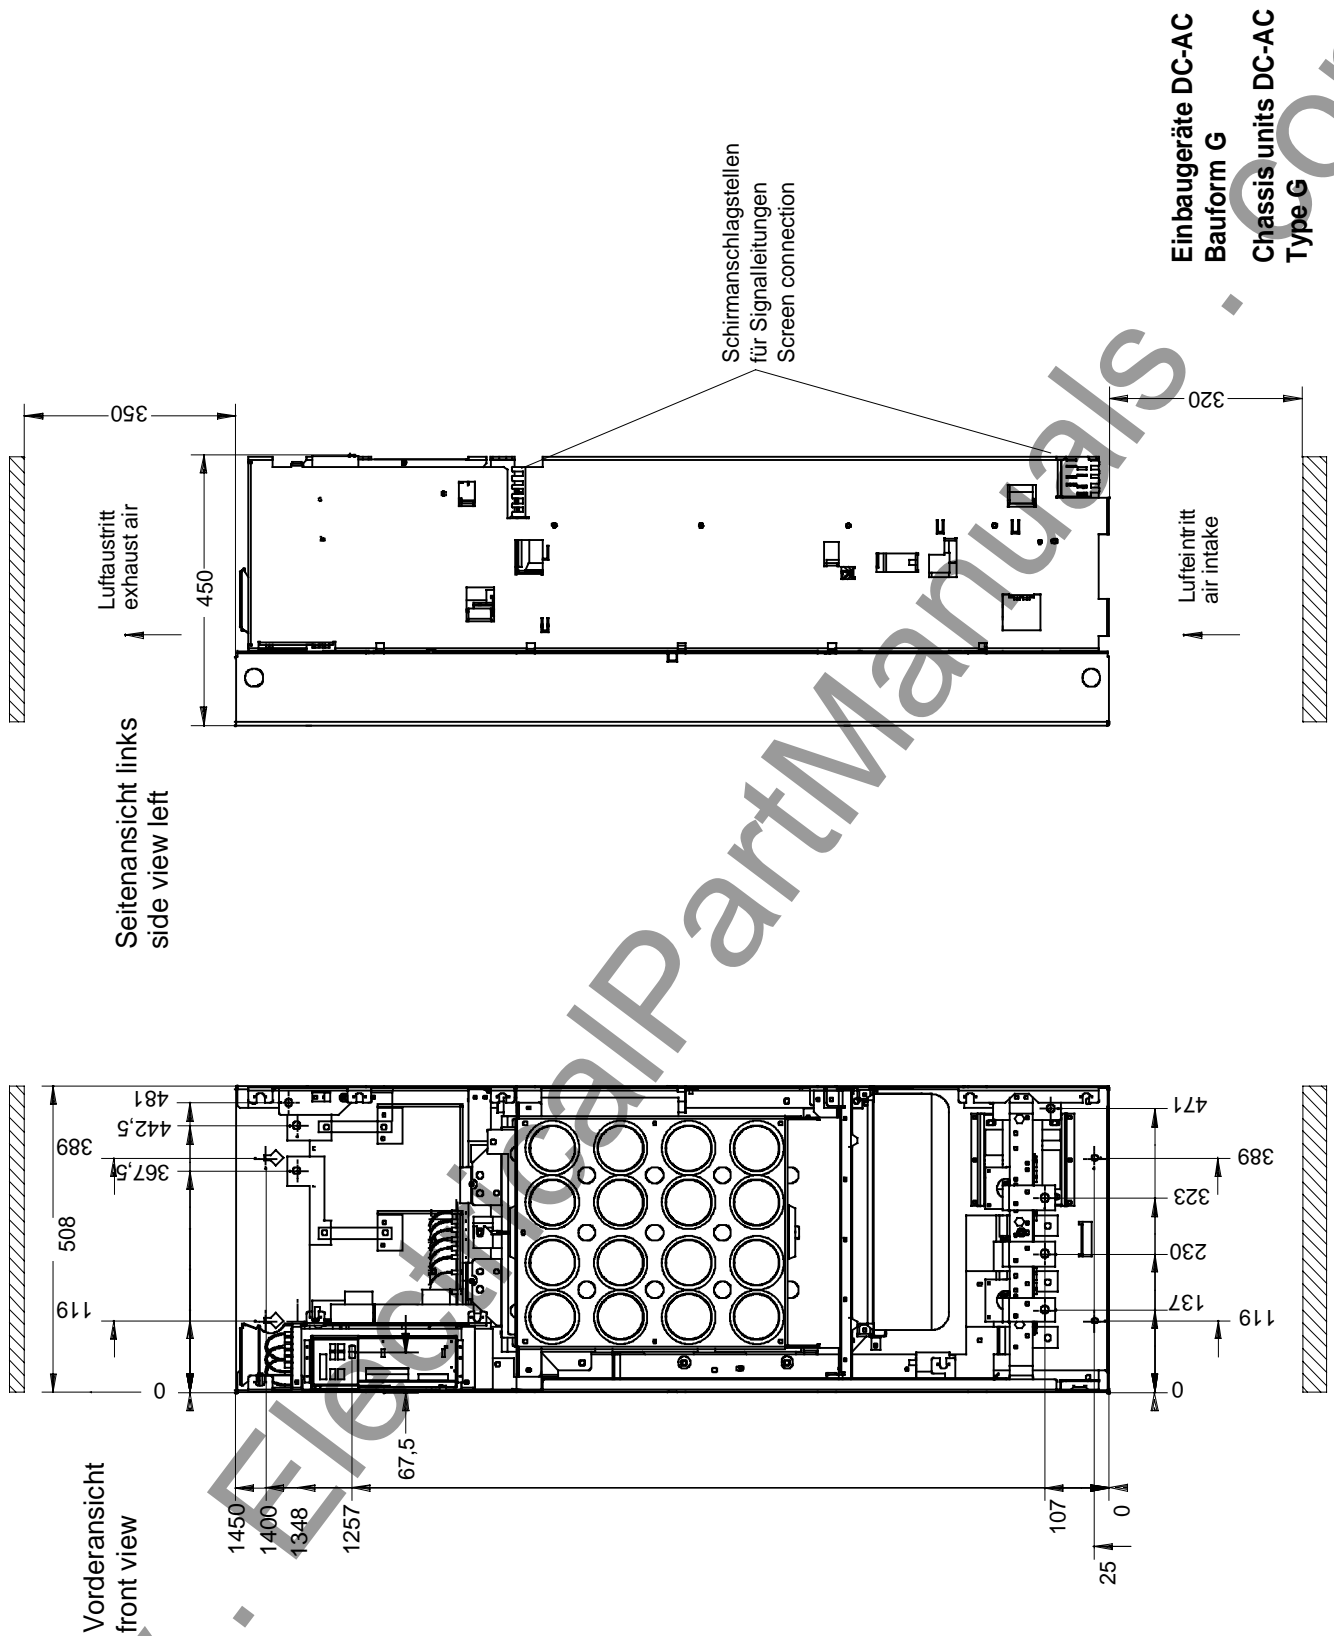 Vorderansicht
front view
0
119
508
389
367,5
442,5
481
1450
1400
1348
1257
67,5
107
0
25
0
119
137
230
323
389
471
Seitenansicht links
side view left
Luftaustritt
exhaust air
350
450
Schirmanschlagstellen
für Signalleitungen
Screen connection
Lufteintritt
air intake
320
Einbaugeräte DC-AC
Bauform G
Chassis units DC-AC
Type G
· ElectricalPartManuals · com